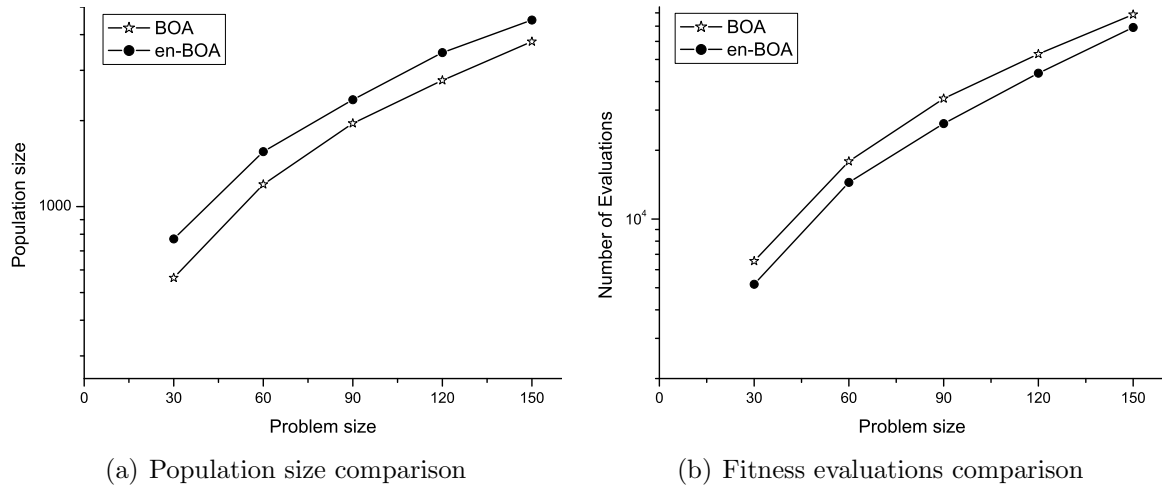 BOA
en-BOA
Population size
1000
0 30 60 90 120 150
Problem size
(a) Population size comparison
BOA
en-BOA
Number of Evaluations
10^4
0 30 60 90 120 150
Problem size
(b) Fitness evaluations comparison